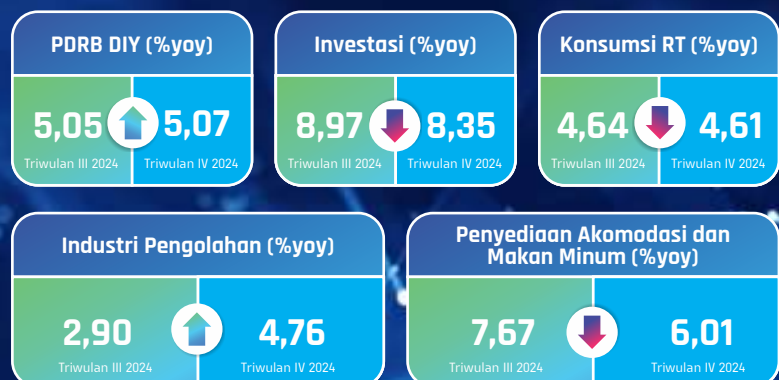 PDRB DIY (%yoy)
5,05 5,07
Triwulan III 2024 Triwulan IV 2024
Investasi (%yoy)
8,97 8,35
Triwulan III 2024 Triwulan IV 2024
Konsumsi RT (%yoy)
4,64 4,61
Triwulan III 2024 Triwulan IV 2024
Industri Pengolahan (%yoy)
2,90 4,76
Triwulan III 2024 Triwulan IV 2024
Penyediaan Akomodasi dan
Makan Minum (%yoy)
7,67 6,01
Triwulan III 2024 Triwulan IV 2024